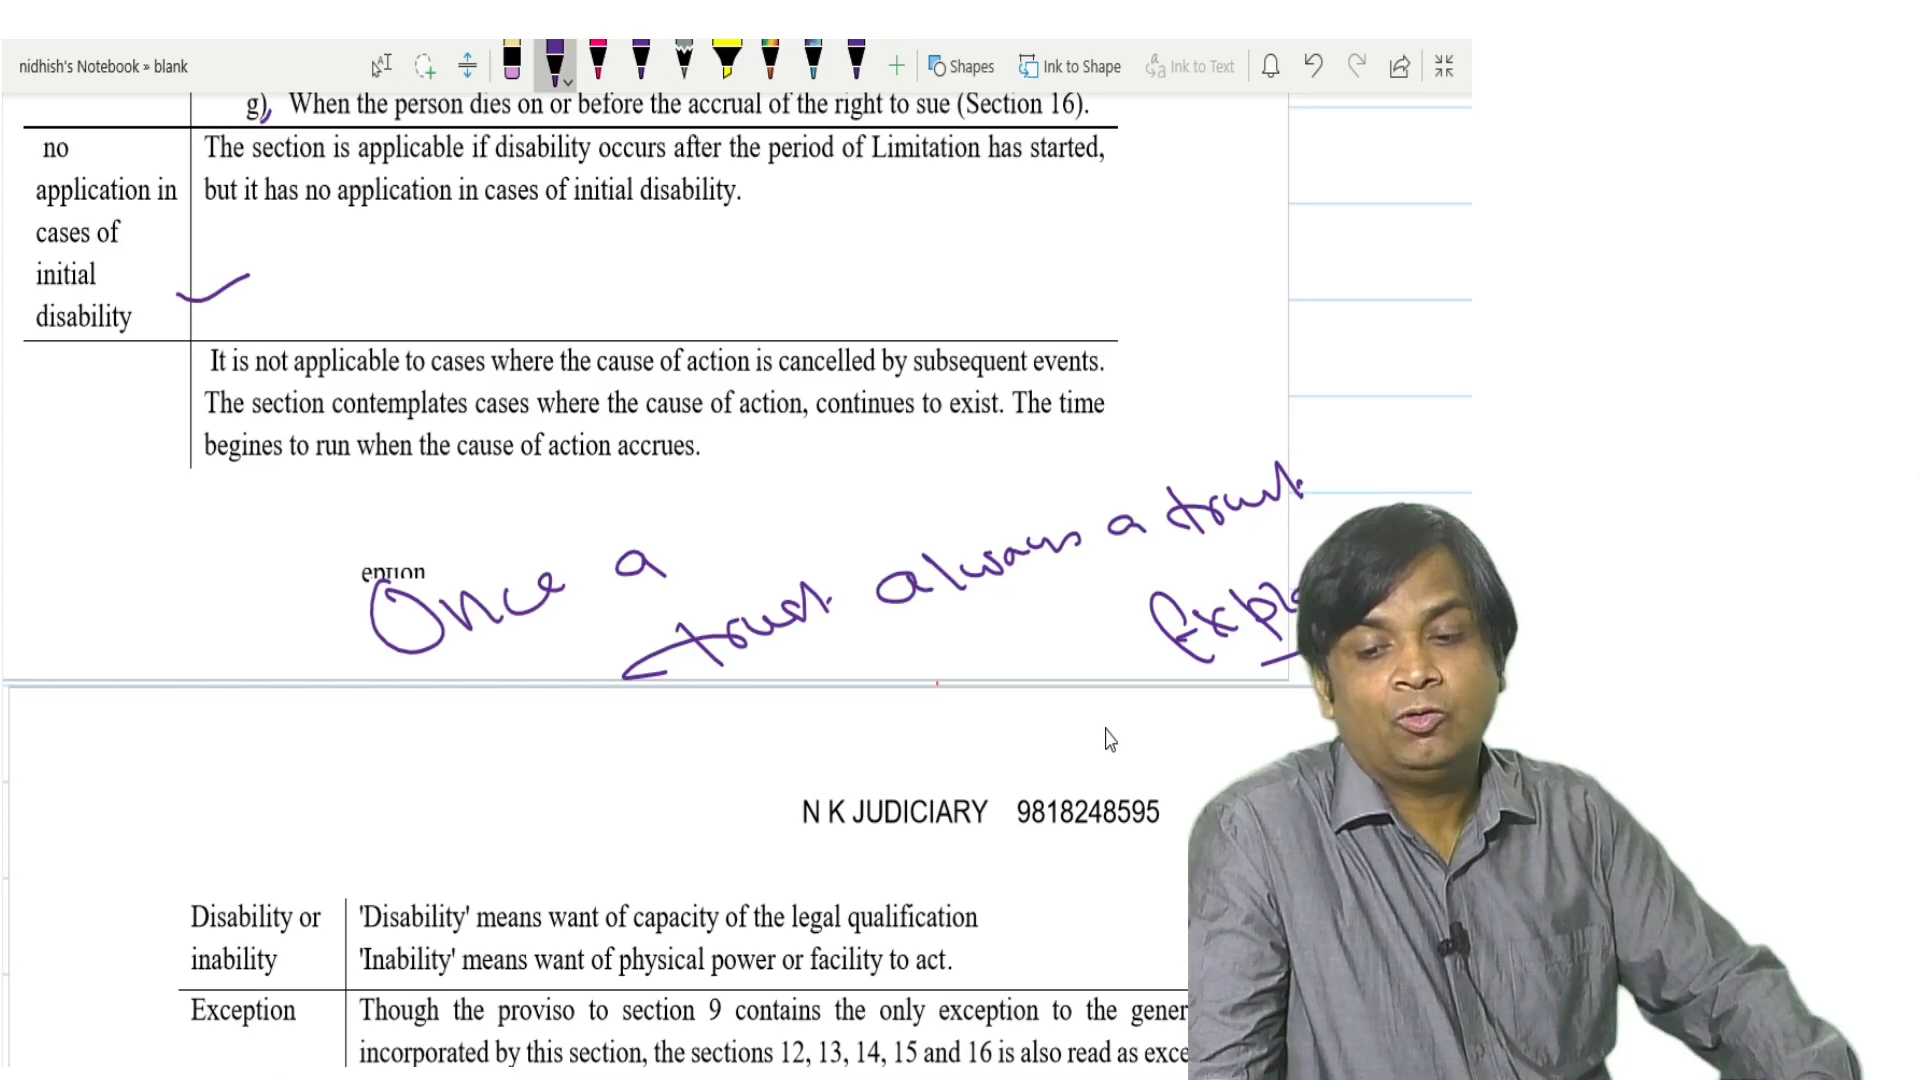 nidhish's Notebook » blank
Shapes
Ink to Shape
Ink to Text
g), When the person dies on or before the accrual of the right to sue (Section 16).
no
application in
cases of
initial
disability
The section is applicable if disability occurs after the period of Limitation has started,
but it has no application in cases of initial disability.
It is not applicable to cases where the cause of action is cancelled by subsequent events.
The section contemplates cases where the cause of action, continues to exist. The time
begines to run when the cause of action accrues.
eption
Once a
trust always a trust
N K JUDICIARY 9818248595
Disability or
inability
'Disability' means want of capacity of the legal qualification
'Inability' means want of physical power or facility to act.
Exception
Though the proviso to section 9 contains the only exception to the gener
incorporated by this section, the sections 12, 13, 14, 15 and 16 is also read as exce